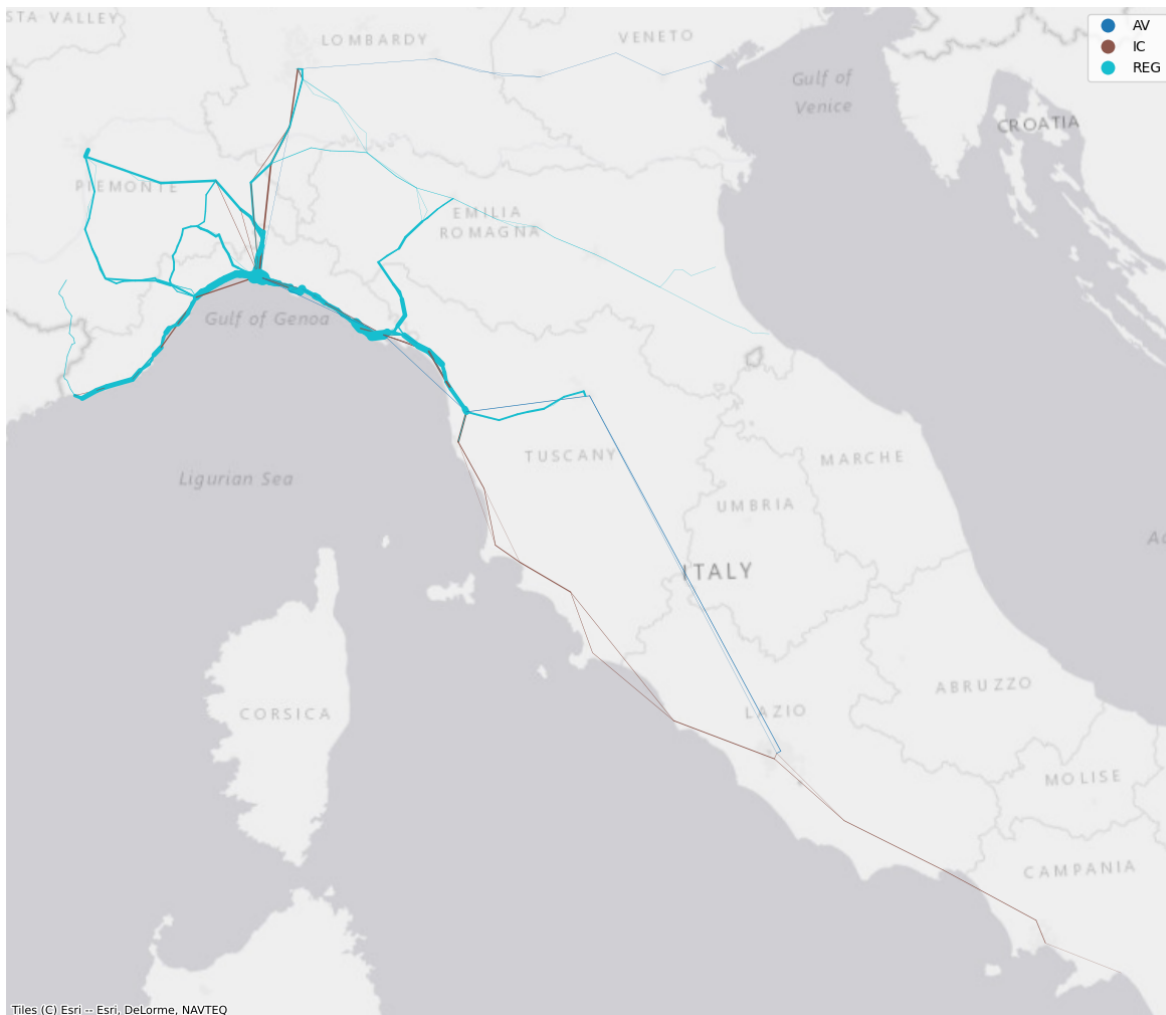 STA VALLEY
LOMBARDY
VENETO
AV
IC
REG
Gulf of
Venice
CROATIA
PIEMONTE
EMILIA
ROMAGNA
Gulf of Genoa
Ligurian Sea
TUSCANY
MARCHE
UMBRIA
ITALY
Ad
CORSICA
LAZIO
ABRUZZO
MOLISE
CAMPANIA
Tiles (C) Esri -- Esri, DeLorme, NAVTEQ